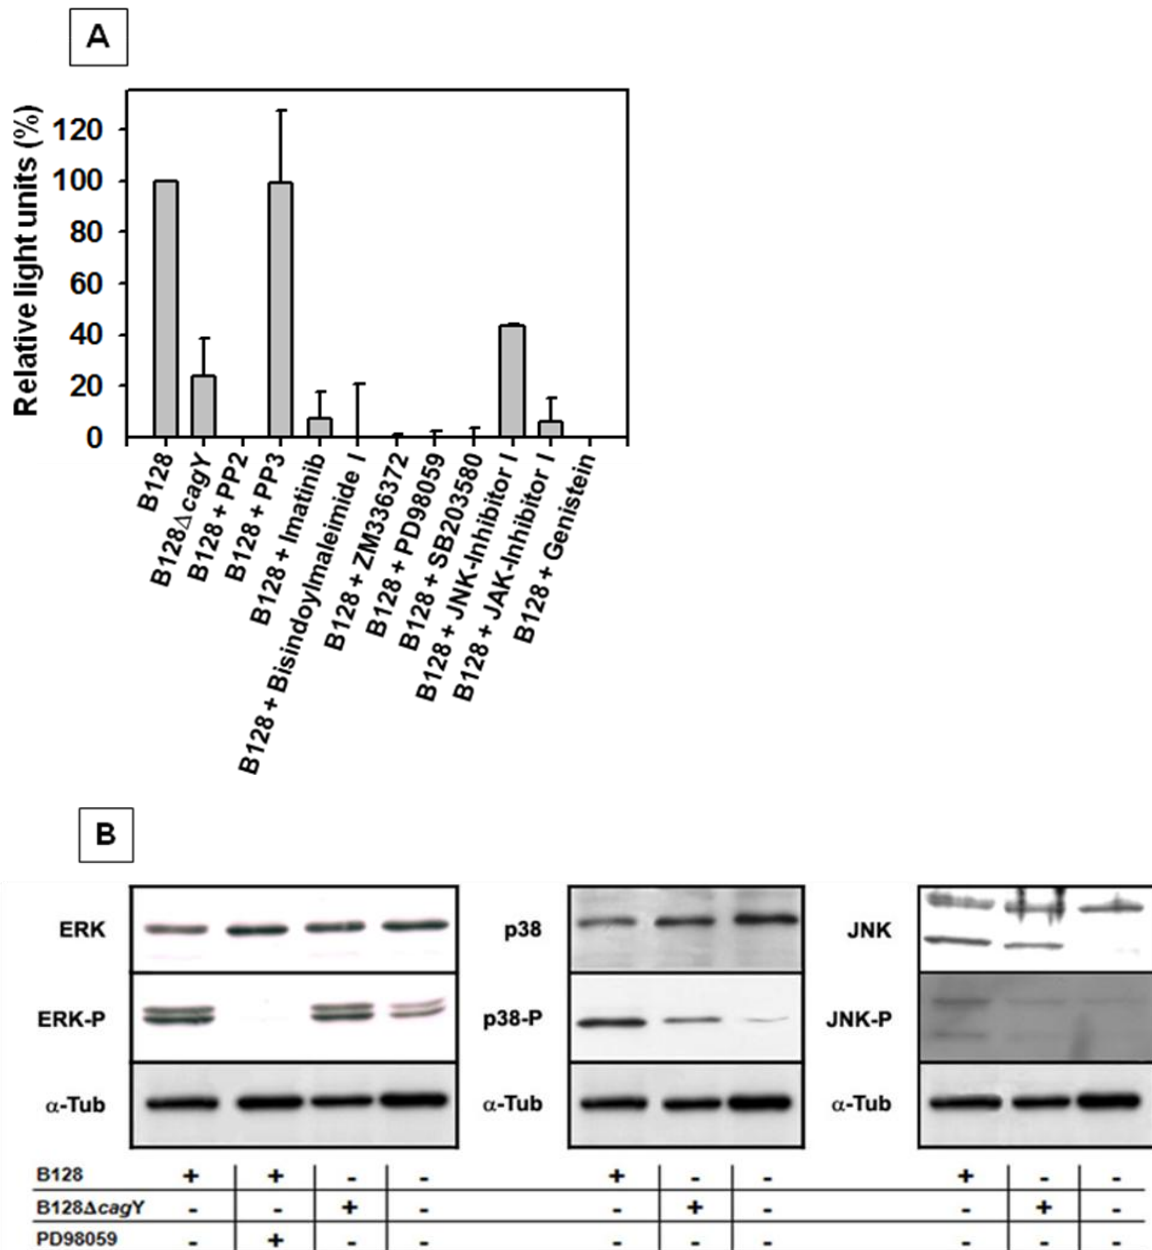 A
Relative light units (%)
120
100
80
60
40
20
0
B128
B128ΔcagY
B128 + PP2
B128 + PP3
B128 + Imatinib
B128 + Bisindoylmaleimide I
B128 + ZM336372
B128 + PD98059
B128 + SB203580
B128 + JNK-Inhibitor I
B128 + JAK-Inhibitor I
B128 + Genistein
B
ERK p38 JNK
ERK-P p38-P JNK-P
α-Tub α-Tub α-Tub
B128 + + - - + - - + - -
B128ΔcagY - - + - - + - - + -
PD98059 - + - - - - - - - -